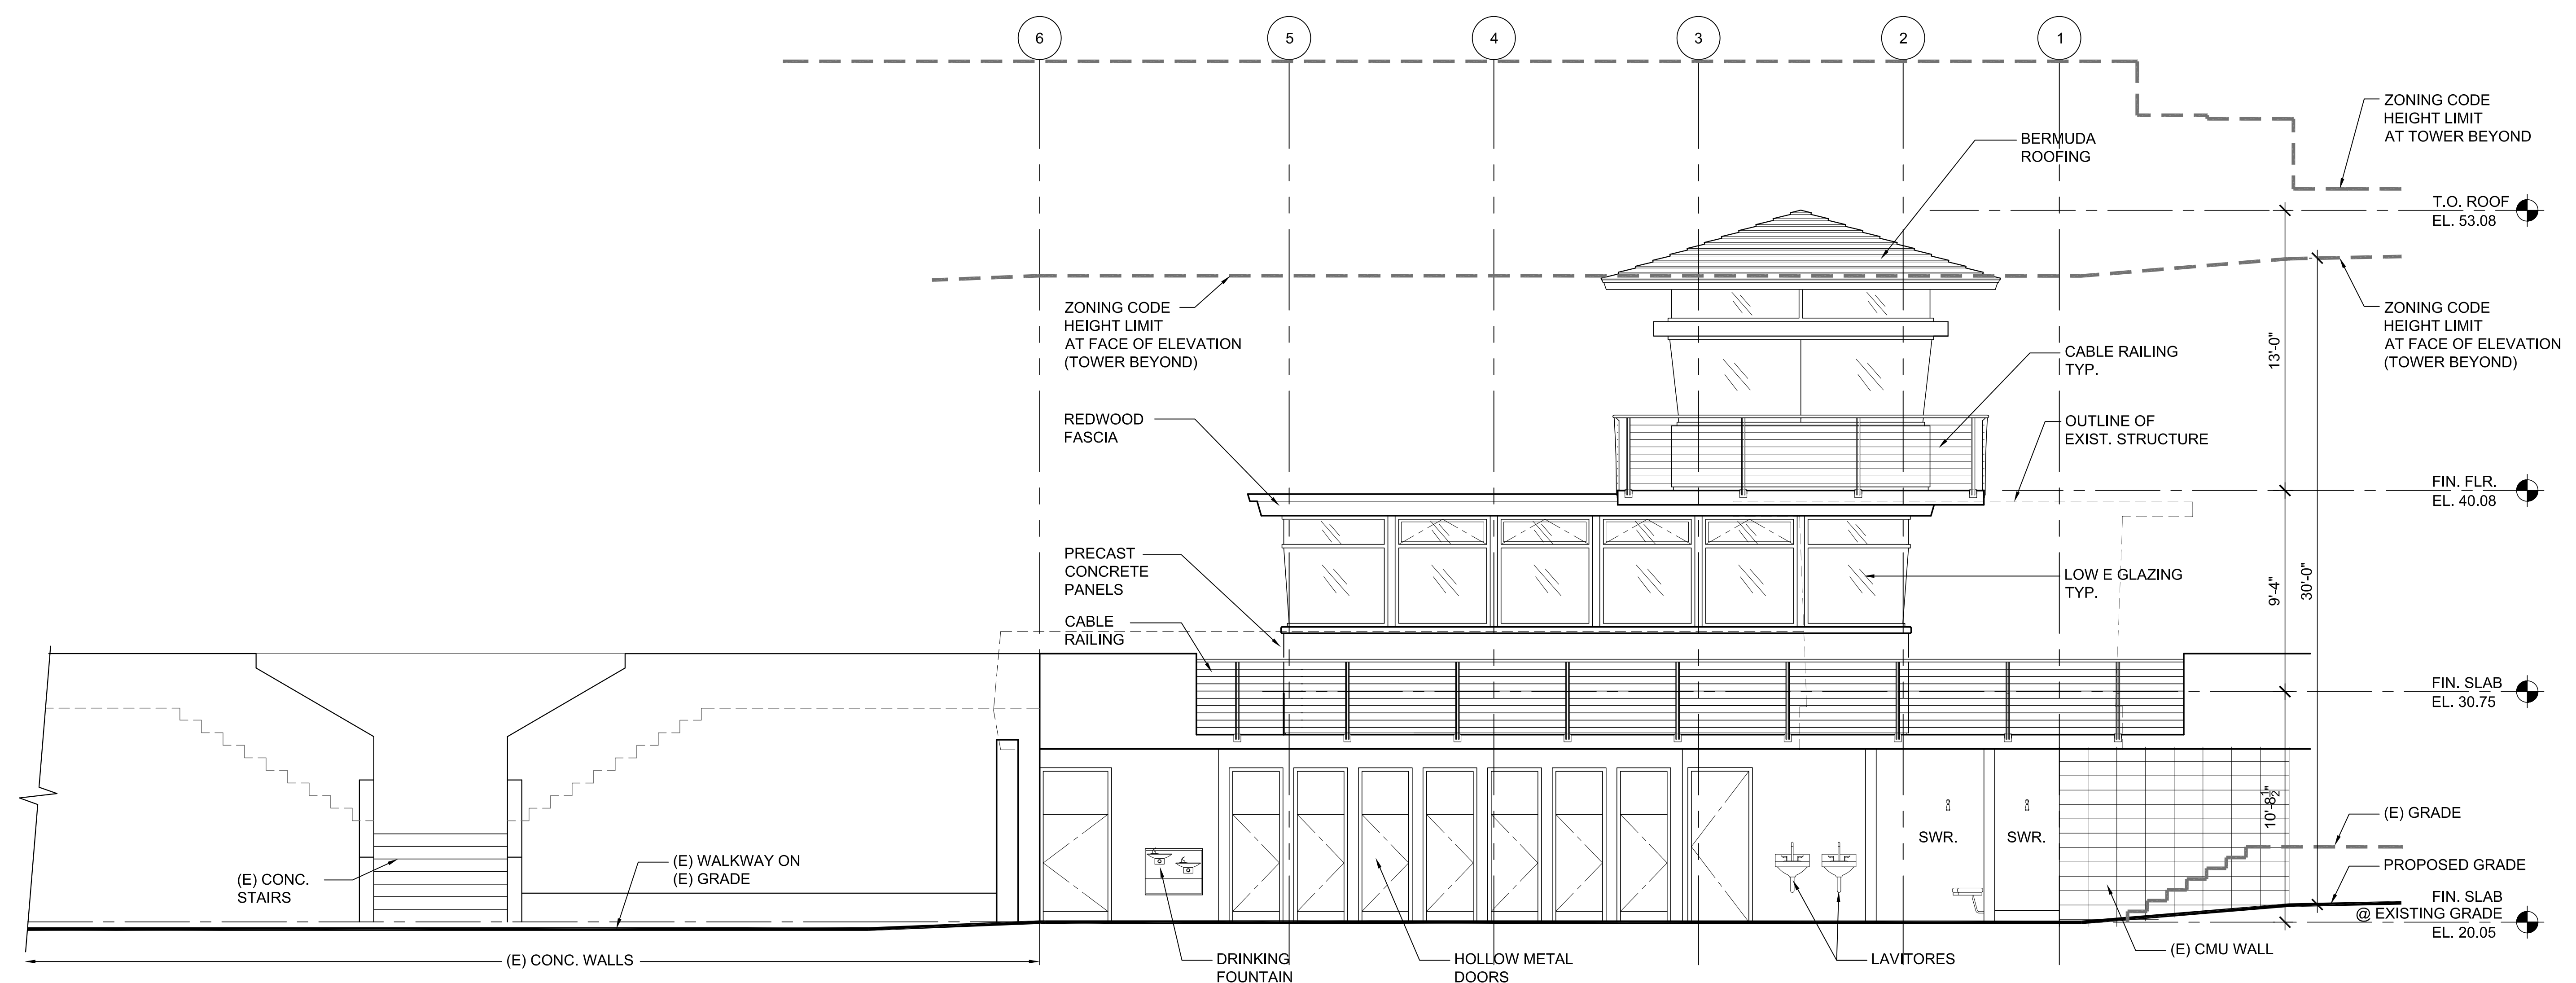 6
5
4
3
2
1
ZONING CODE
HEIGHT LIMIT
AT TOWER BEYOND
BERMUDA
ROOFING
T.O. ROOF
EL. 53.08
ZONING CODE
HEIGHT LIMIT
AT FACE OF ELEVATION
(TOWER BEYOND)
ZONING CODE
HEIGHT LIMIT
AT FACE OF ELEVATION
(TOWER BEYOND)
13'-0"
CABLE RAILING
TYP.
REDWOOD
FASCIA
OUTLINE OF
EXIST. STRUCTURE
FIN. FLR.
EL. 40.08
PRECAST
CONCRETE
PANELS
LOW E GLAZING
TYP.
9'-4"
30'-0"
CABLE
RAILING
FIN. SLAB
EL. 30.75
10'-8½"
(E) GRADE
SWR.
SWR.
(E) WALKWAY ON
(E) GRADE
PROPOSED GRADE
(E) CONC.
STAIRS
FIN. SLAB
@ EXISTING GRADE
EL. 20.05
(E) CONC. WALLS
DRINKING
FOUNTAIN
HOLLOW METAL
DOORS
LAVITORES
(E) CMU WALL